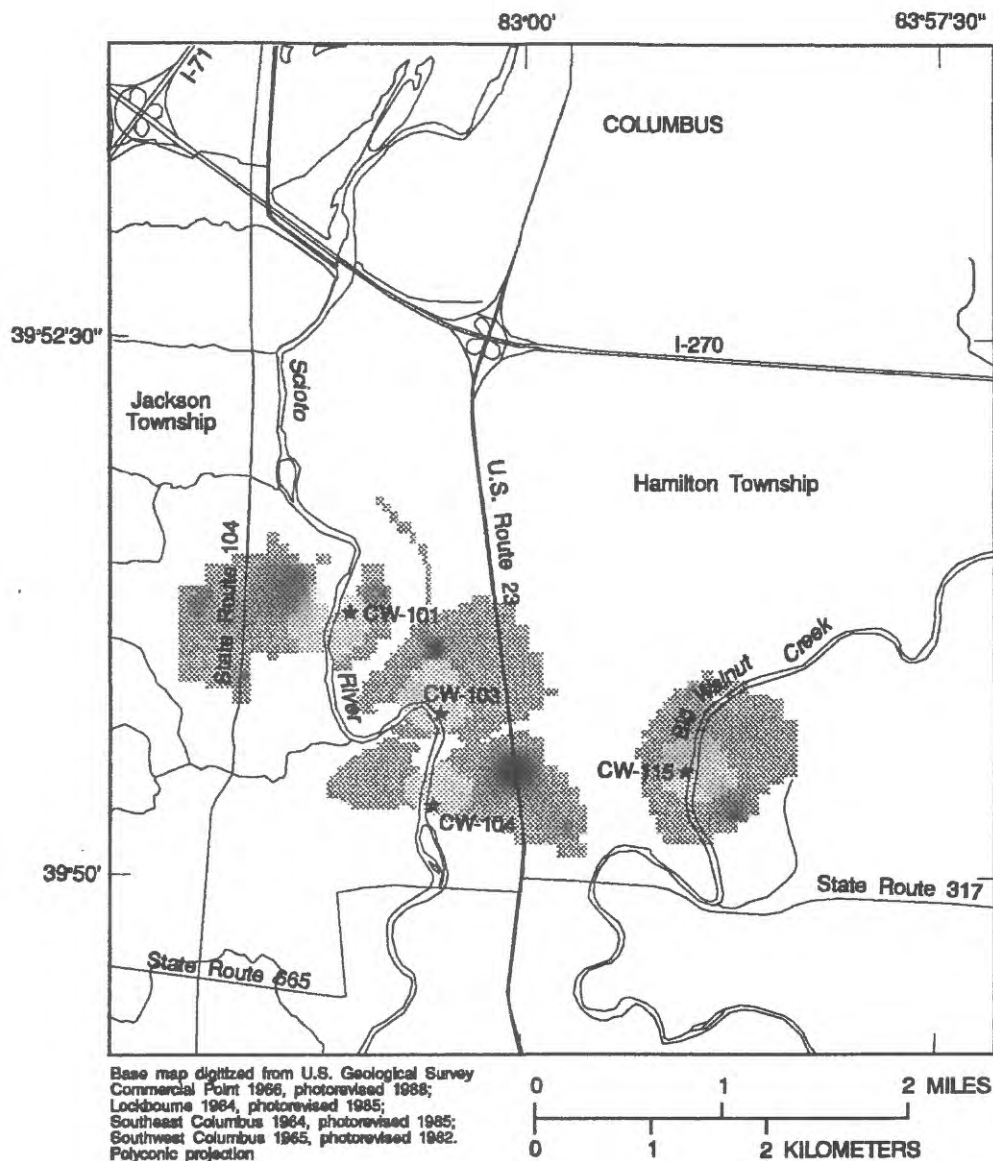 83°00'
83°57'30"
I-71
COLUMBUS
39°52'30"
I-270
Scioto
Jackson
Township
Hamilton Township
U.S. Route 23
State Route 104
CW-101
River
Big Walnut
Creek
CW-103
CW-115
CW-104
39°50'
State Route 317
State Route 665
Base map digitized from U.S. Geological Survey
Commercial Point 1966, photorevised 1988;
Lockbourne 1964, photorevised 1985;
Southeast Columbus 1964, photorevised 1985;
Southwest Columbus 1965, photorevised 1982.
Polyconic projection
0 1 2 MILES
0 1 2 KILOMETERS